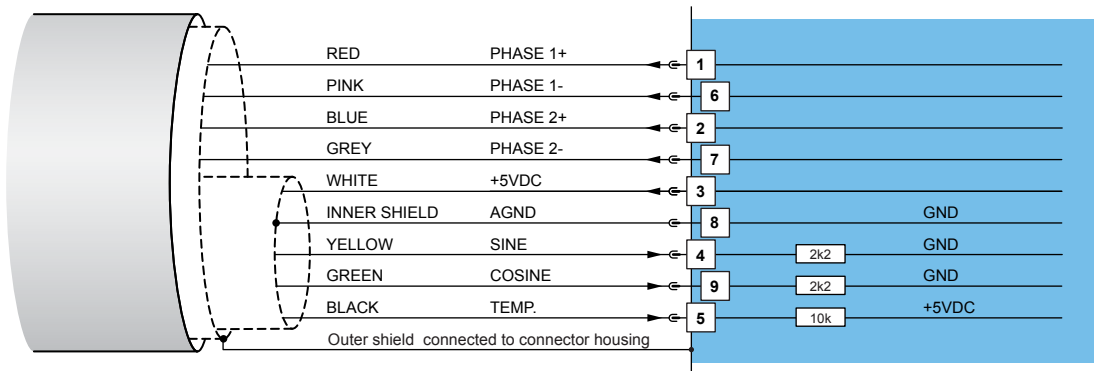 RED PHASE 1+ 1
PINK PHASE 1- 6
BLUE PHASE 2+ 2
GREY PHASE 2- 7
WHITE +5VDC 3
INNER SHIELD AGND 8 GND
YELLOW SINE 4 2k2 GND
GREEN COSINE 9 2k2 GND
BLACK TEMP. 5 10k +5VDC
Outer shield connected to connector housing